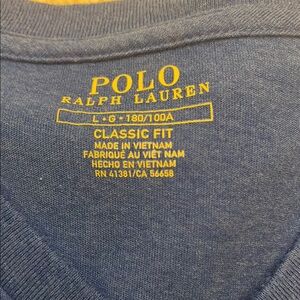 POLO
RALPH LAUREN
L • G • 180/100A
CLASSIC FIT
MADE IN VIETNAM
FABRIQUÉ AU VIÊT NAM
HECHO EN VIETNAM
RN 41381/CA 56658